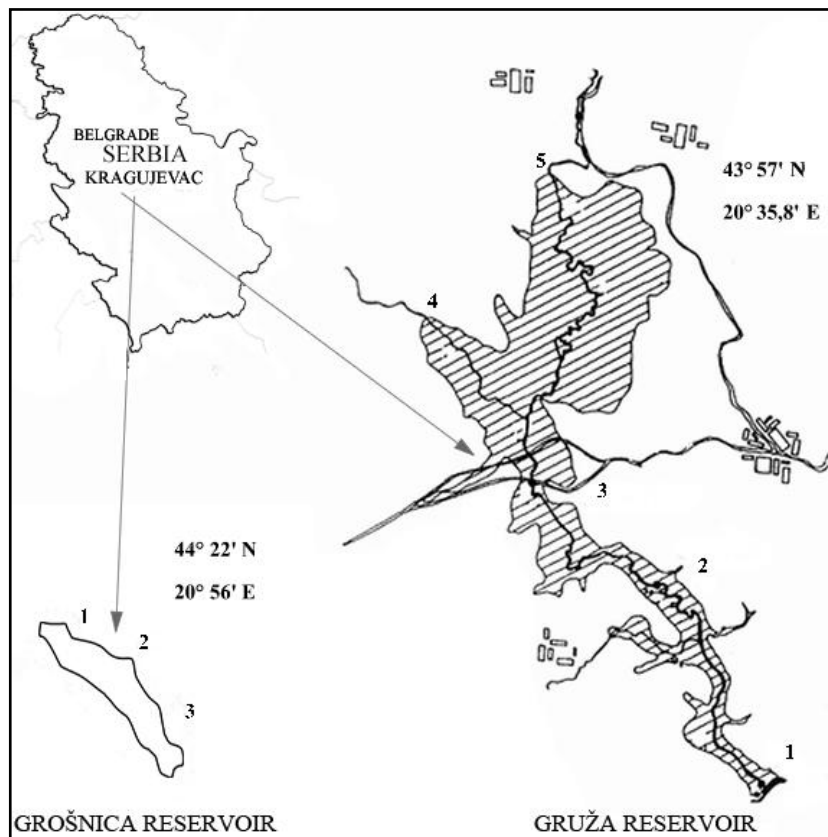 BELGRADE
SERBIA
KRAGUJEVAC
5
43° 57' N
20° 35,8' E
4
3
44° 22' N
20° 56' E
2
1
2
3
1
GROŠNICA RESERVOIR
GRUŽA RESERVOIR